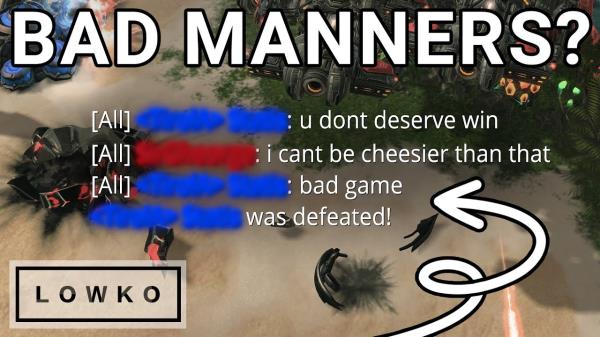 BAD MANNERS?
[All] : u dont deserve win
[All] : i cant be cheesier than that
[All] : bad game
was defeated!
LOWKO